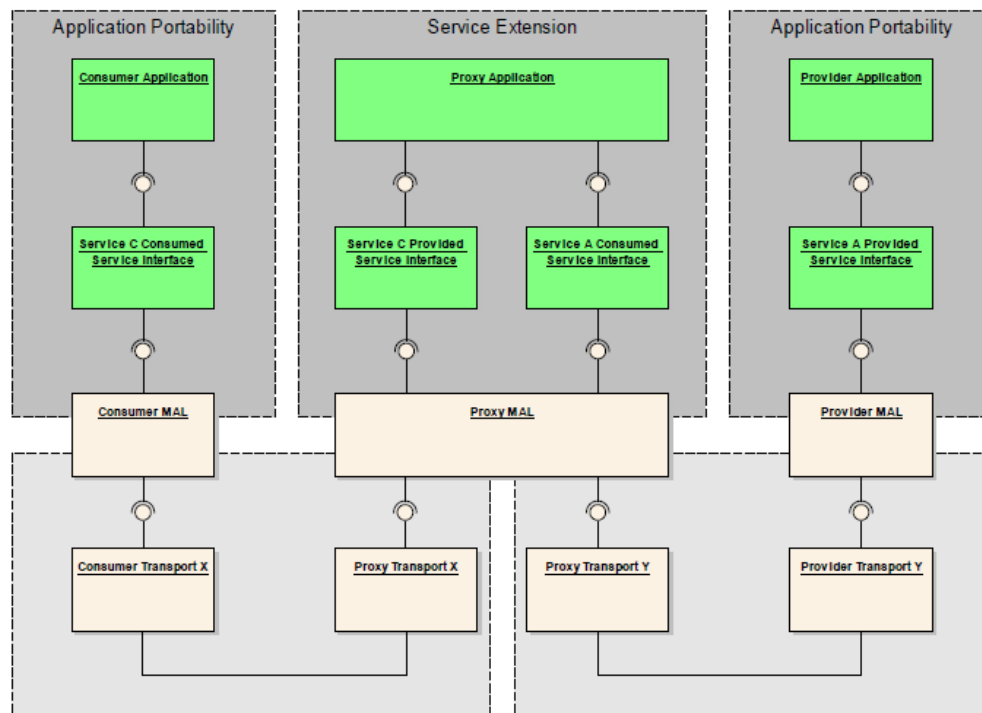 Application Portability
Service Extension
Application Portability
Consumer Application
Proxy Application
Provider Application
Service C Consumed
Service Interface
Service C Provided
Service Interface
Service A Consumed
Service Interface
Service A Provided
Service Interface
Consumer MAL
Proxy MAL
Provider MAL
Consumer Transport X
Proxy Transport X
Proxy Transport Y
Provider Transport Y